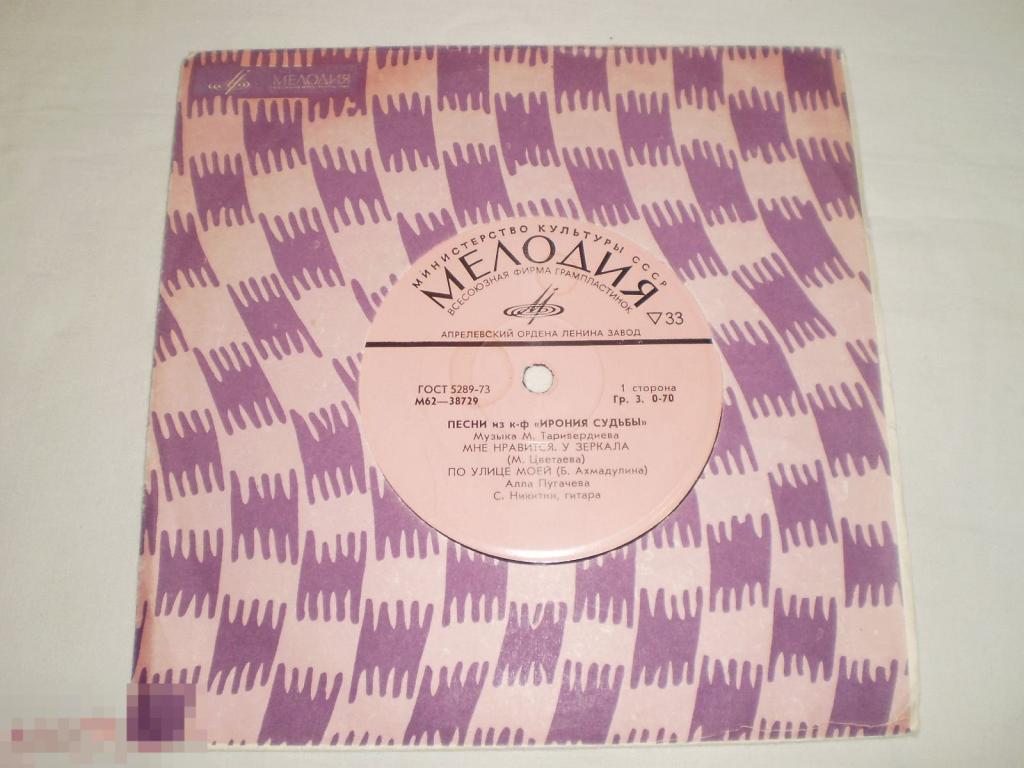 МЕЛОДИЯ
МИНИСТЕРСТВО КУЛЬТУРЫ СССР
МЕЛОДИЯ
ВСЕСОЮЗНАЯ ФИРМА ГРАМПЛАСТИНОК
▽33
АПРЕЛЕВСКИЙ ОРДЕНА ЛЕНИНА ЗАВОД
ГОСТ 5289-73 1 сторона
М62—38729 Гр. 3. 0-70
ПЕСНИ из к-ф «ИРОНИЯ СУДЬБЫ»
Музыка М. Таривердиева
МНЕ НРАВИТСЯ. У ЗЕРКАЛА
(М. Цветаева)
ПО УЛИЦЕ МОЕЙ (Б. Ахмадулина)
Алла Пугачева
С. Никитин, гитара